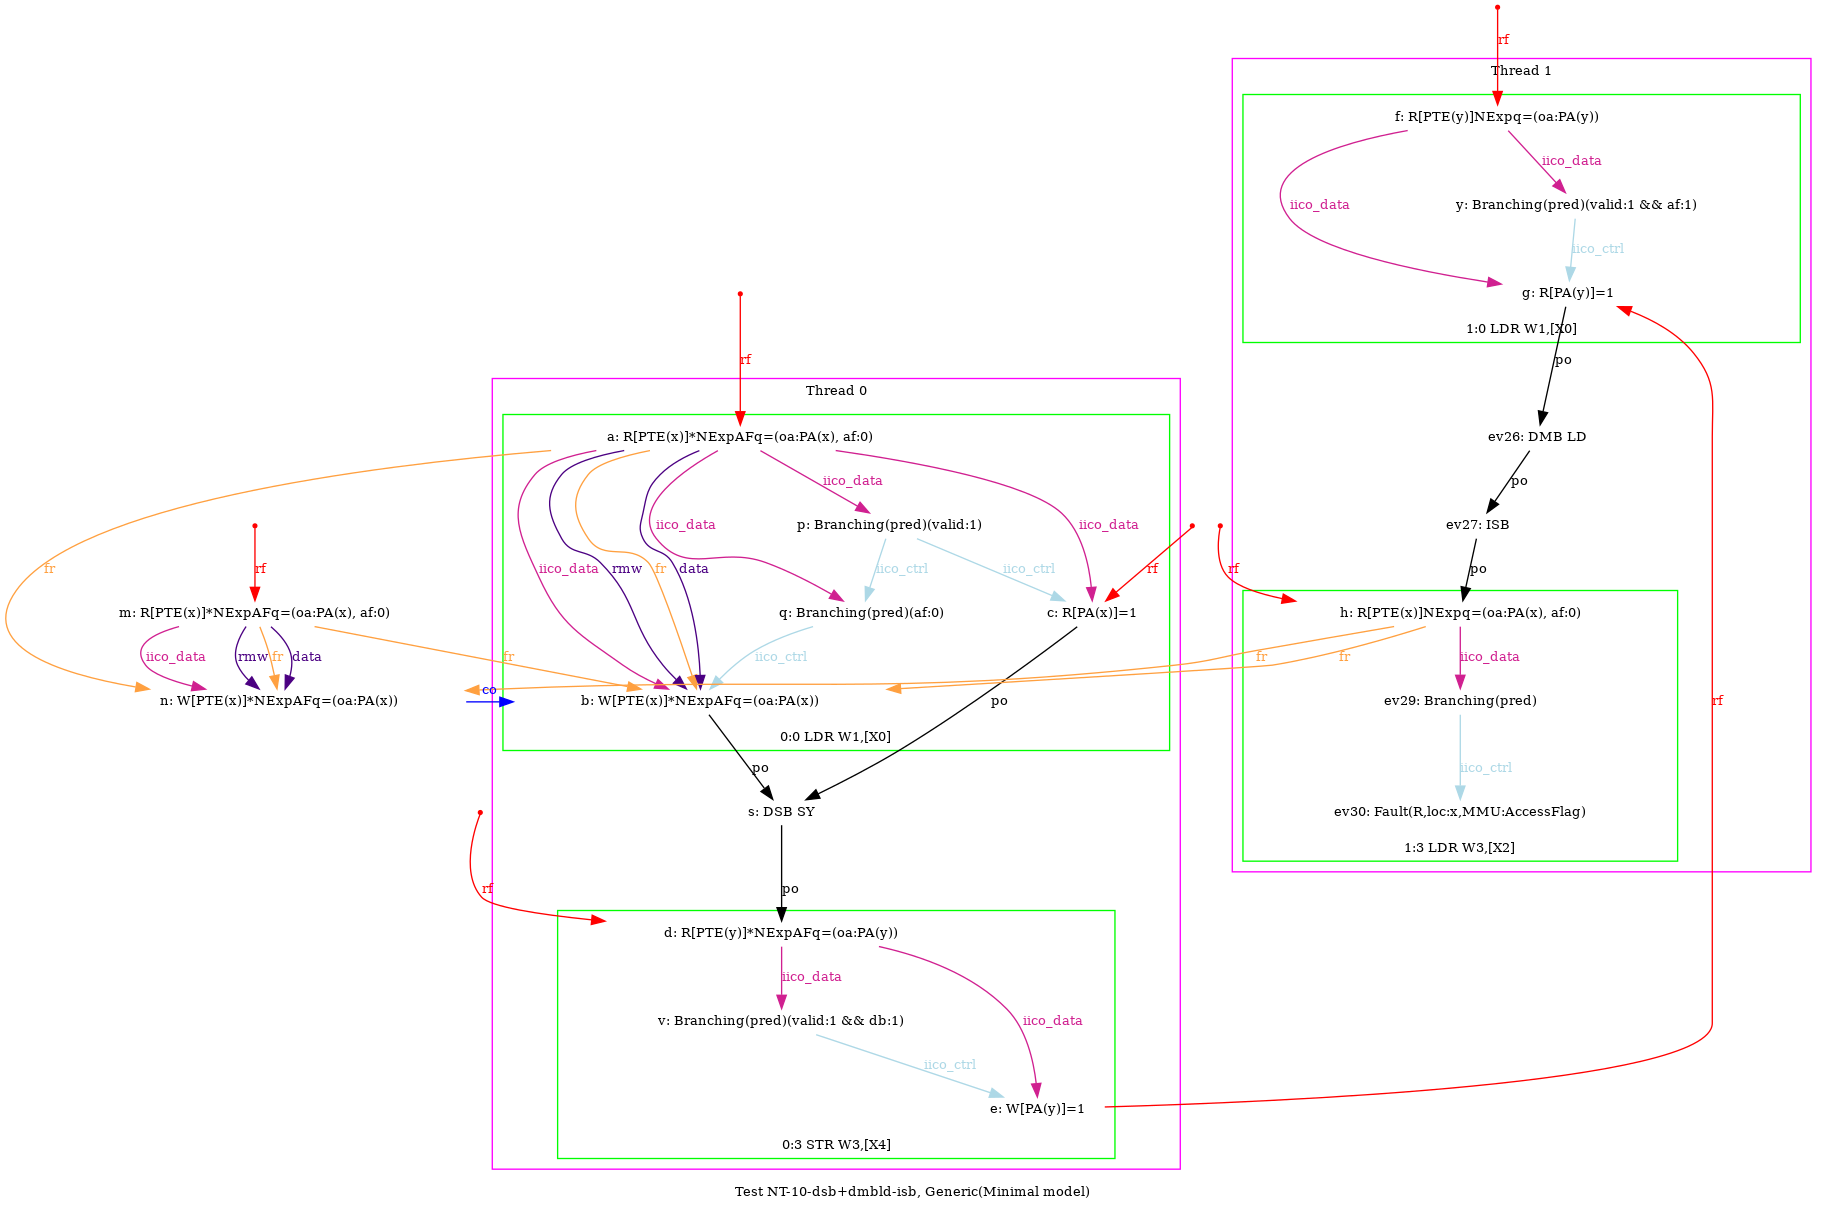 rf
Thread 1
f: R[PTE(y)]NExpq=(oa:PA(y))
iico_data
y: Branching(pred)(valid:1 && af:1)
iico_data
iico_ctrl
g: R[PA(y)]=1
1:0 LDR W1,[X0]
rf
po
Thread 0
a: R[PTE(x)]*NExpAFq=(oa:PA(x), af:0)
ev26: DMB LD
iico_data
po
iico_data
p: Branching(pred)(valid:1)
iico_data
ev27: ISB
fr
rf
iico_data
rmw
fr
data
iico_ctrl
iico_ctrl
rf
rf
po
m: R[PTE(x)]*NExpAFq=(oa:PA(x), af:0)
q: Branching(pred)(af:0)
c: R[PA(x)]=1
h: R[PTE(x)]NExpq=(oa:PA(x), af:0)
iico_data
rmw
fr
data
fr
iico_ctrl
fr
fr
iico_data
co
n: W[PTE(x)]*NExpAFq=(oa:PA(x))
b: W[PTE(x)]*NExpAFq=(oa:PA(x))
po
ev29: Branching(pred)
rf
0:0 LDR W1,[X0]
po
iico_ctrl
s: DSB SY
ev30: Fault(R,loc:x,MMU:AccessFlag)
1:3 LDR W3,[X2]
rf
po
d: R[PTE(y)]*NExpAFq=(oa:PA(y))
iico_data
v: Branching(pred)(valid:1 && db:1)
iico_data
iico_ctrl
e: W[PA(y)]=1
0:3 STR W3,[X4]
Test NT-10-dsb+dmbld-isb, Generic(Minimal model)